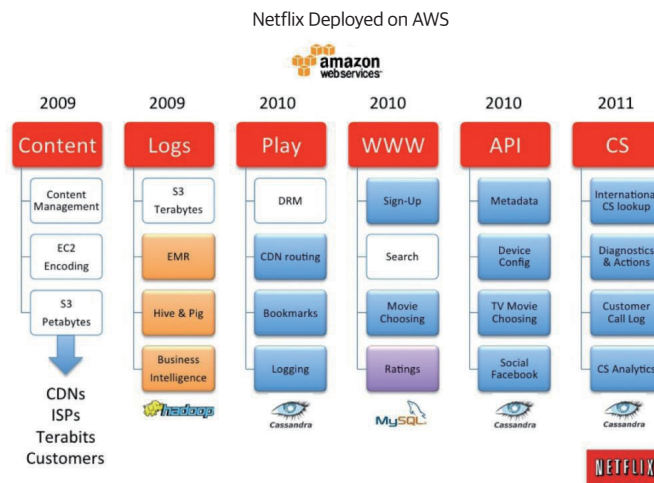 Netflix Deployed on AWS
amazon
webservices
2009
2009
2010
2010
2010
2011
Content
Logs
Play
WWW
API
CS
Content
Management
EC2
Encoding
S3
Petabytes
CDNs
ISPs
Terabits
Customers
S3
Terabytes
EMR
Hive & Pig
Business
Intelligence
hadoop
DRM
CDN routing
Bookmarks
Logging
Cassandra
Sign-Up
Search
Movie
Choosing
Ratings
MySQL
Metadata
Device
Config
TV Movie
Choosing
Social
Facebook
Cassandra
International
CS lookup
Diagnostics
& Actions
Customer
Call Log
CS Analytics
Cassandra
NETFLIX